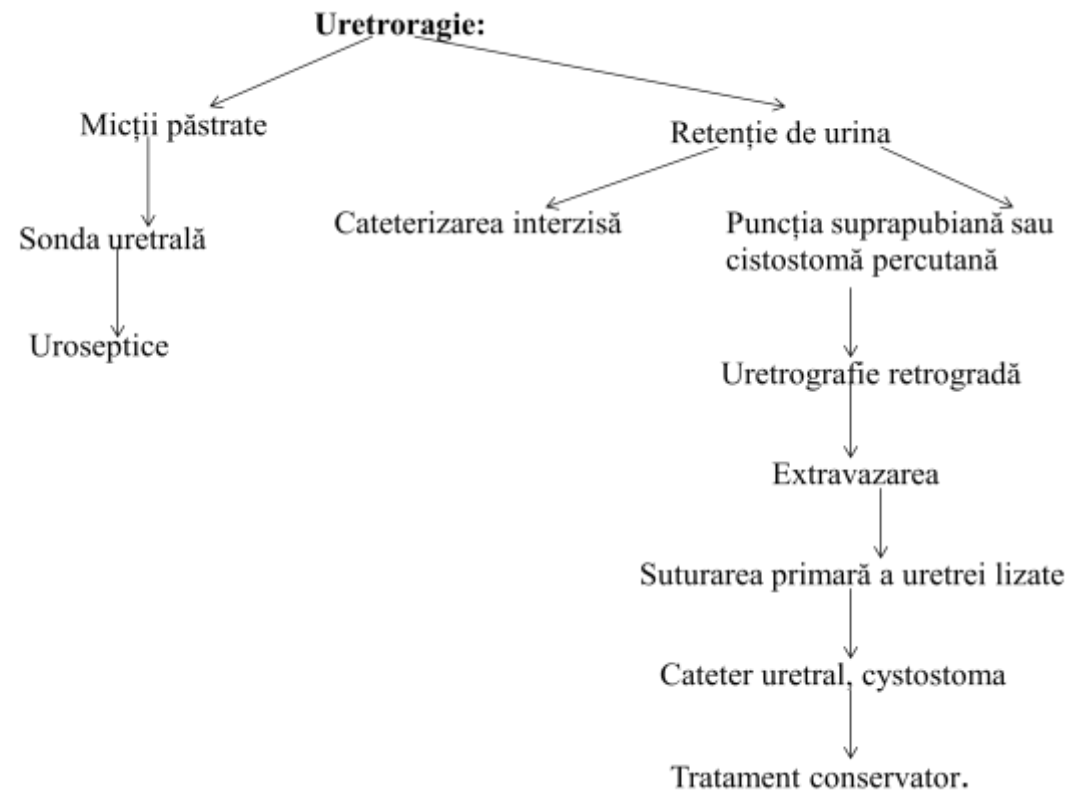 Uretroragie:
Micții păstrate
Retenție de urina
Sonda uretrală
Cateterizarea interzisă
Puncția suprapubiană sau
cistostomă percutană
Uroseptice
Uretrografie retrogradă
Extravazarea
Suturarea primară a uretrei lizate
Cateter uretral, cystostoma
Tratament conservator.